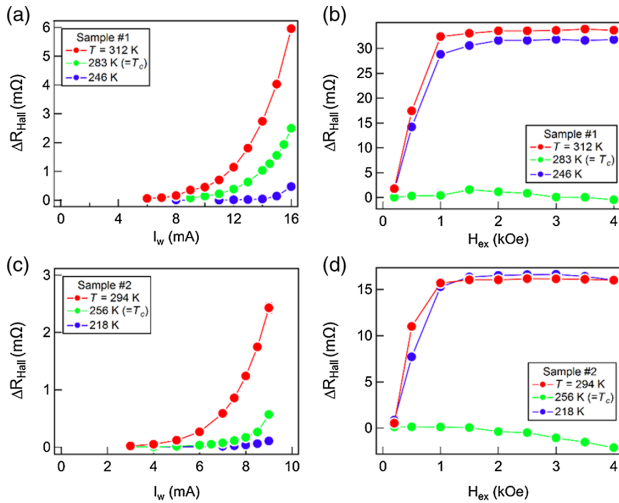 (a)
Sample #1
T = 312 K
283 K (=Tc)
246 K
ΔRHall (mΩ)
6
5
4
3
2
1
0
0 4 8 12 16
Iw (mA)
(b)
ΔRHall (mΩ)
30
25
20
15
10
5
0
Sample #1
T = 312 K
283 K (=Tc)
246 K
0 1 2 3 4
Hex (kOe)
(c)
Sample #2
T = 294 K
256 K (=Tc)
218 K
ΔRHall (mΩ)
3
2
1
0
0 2 4 6 8 10
Iw (mA)
(d)
ΔRHall (mΩ)
15
10
5
0
Sample #2
T = 294 K
256 K (=Tc)
218 K
0 1 2 3 4
Hex (kOe)